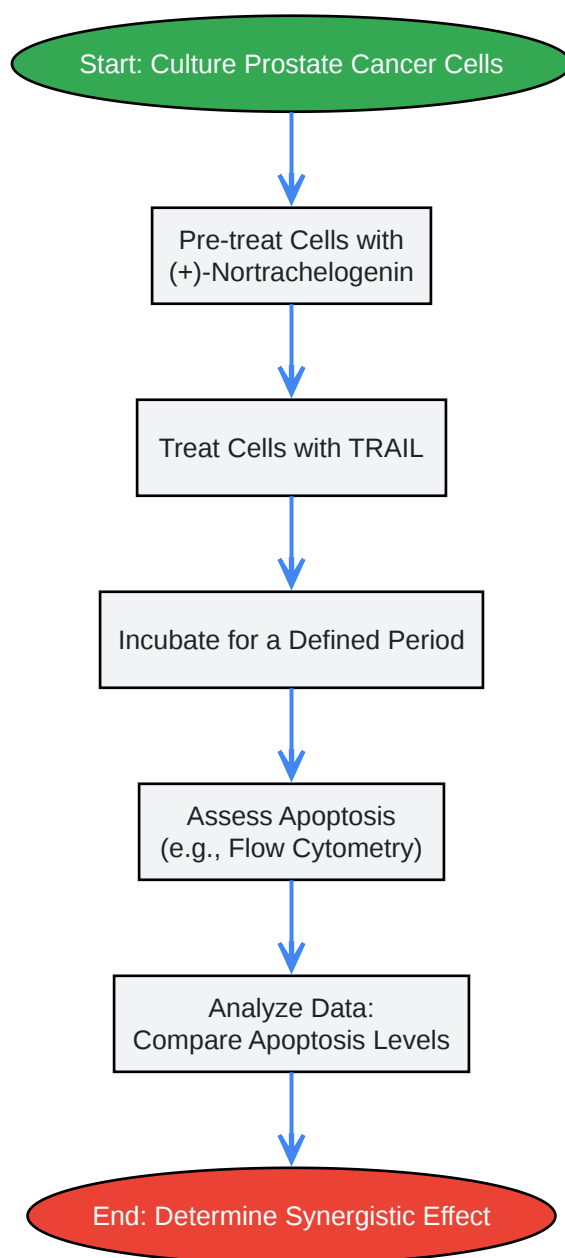 Start: Culture Prostate Cancer Cells
Pre-treat Cells with
(+)-Nortrachelogenin
Treat Cells with TRAIL
Incubate for a Defined Period
Assess Apoptosis
(e.g., Flow Cytometry)
Analyze Data:
Compare Apoptosis Levels
End: Determine Synergistic Effect